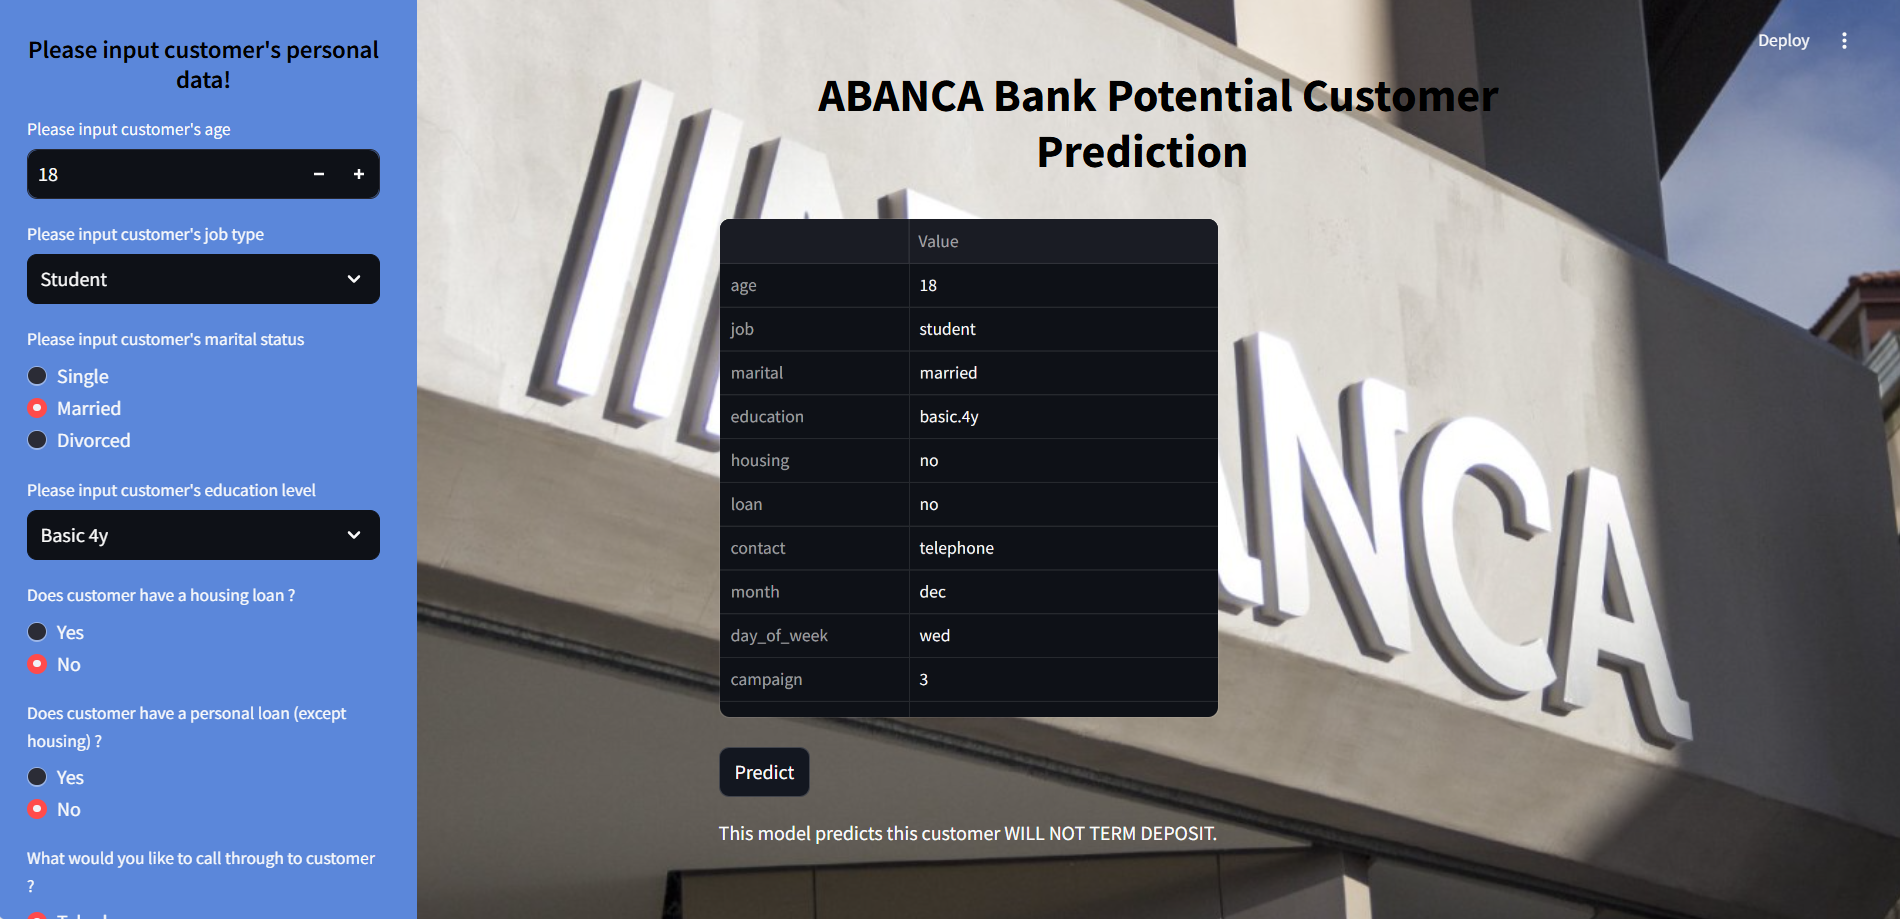 Please input customer's personal
data!
Please input customer's age
18
Please input customer's job type
Student
Please input customer's marital status
Single
Married
Divorced
Please input customer's education level
Basic 4y
Does customer have a housing loan ?
Yes
No
Does customer have a personal loan (except
housing) ?
Yes
No
What would you like to call through to customer
?
Deploy
ABANCA Bank Potential Customer
Prediction
Value
age 18
job student
marital married
education basic.4y
housing no
loan no
contact telephone
month dec
day_of_week wed
campaign 3
Predict
This model predicts this customer WILL NOT TERM DEPOSIT.